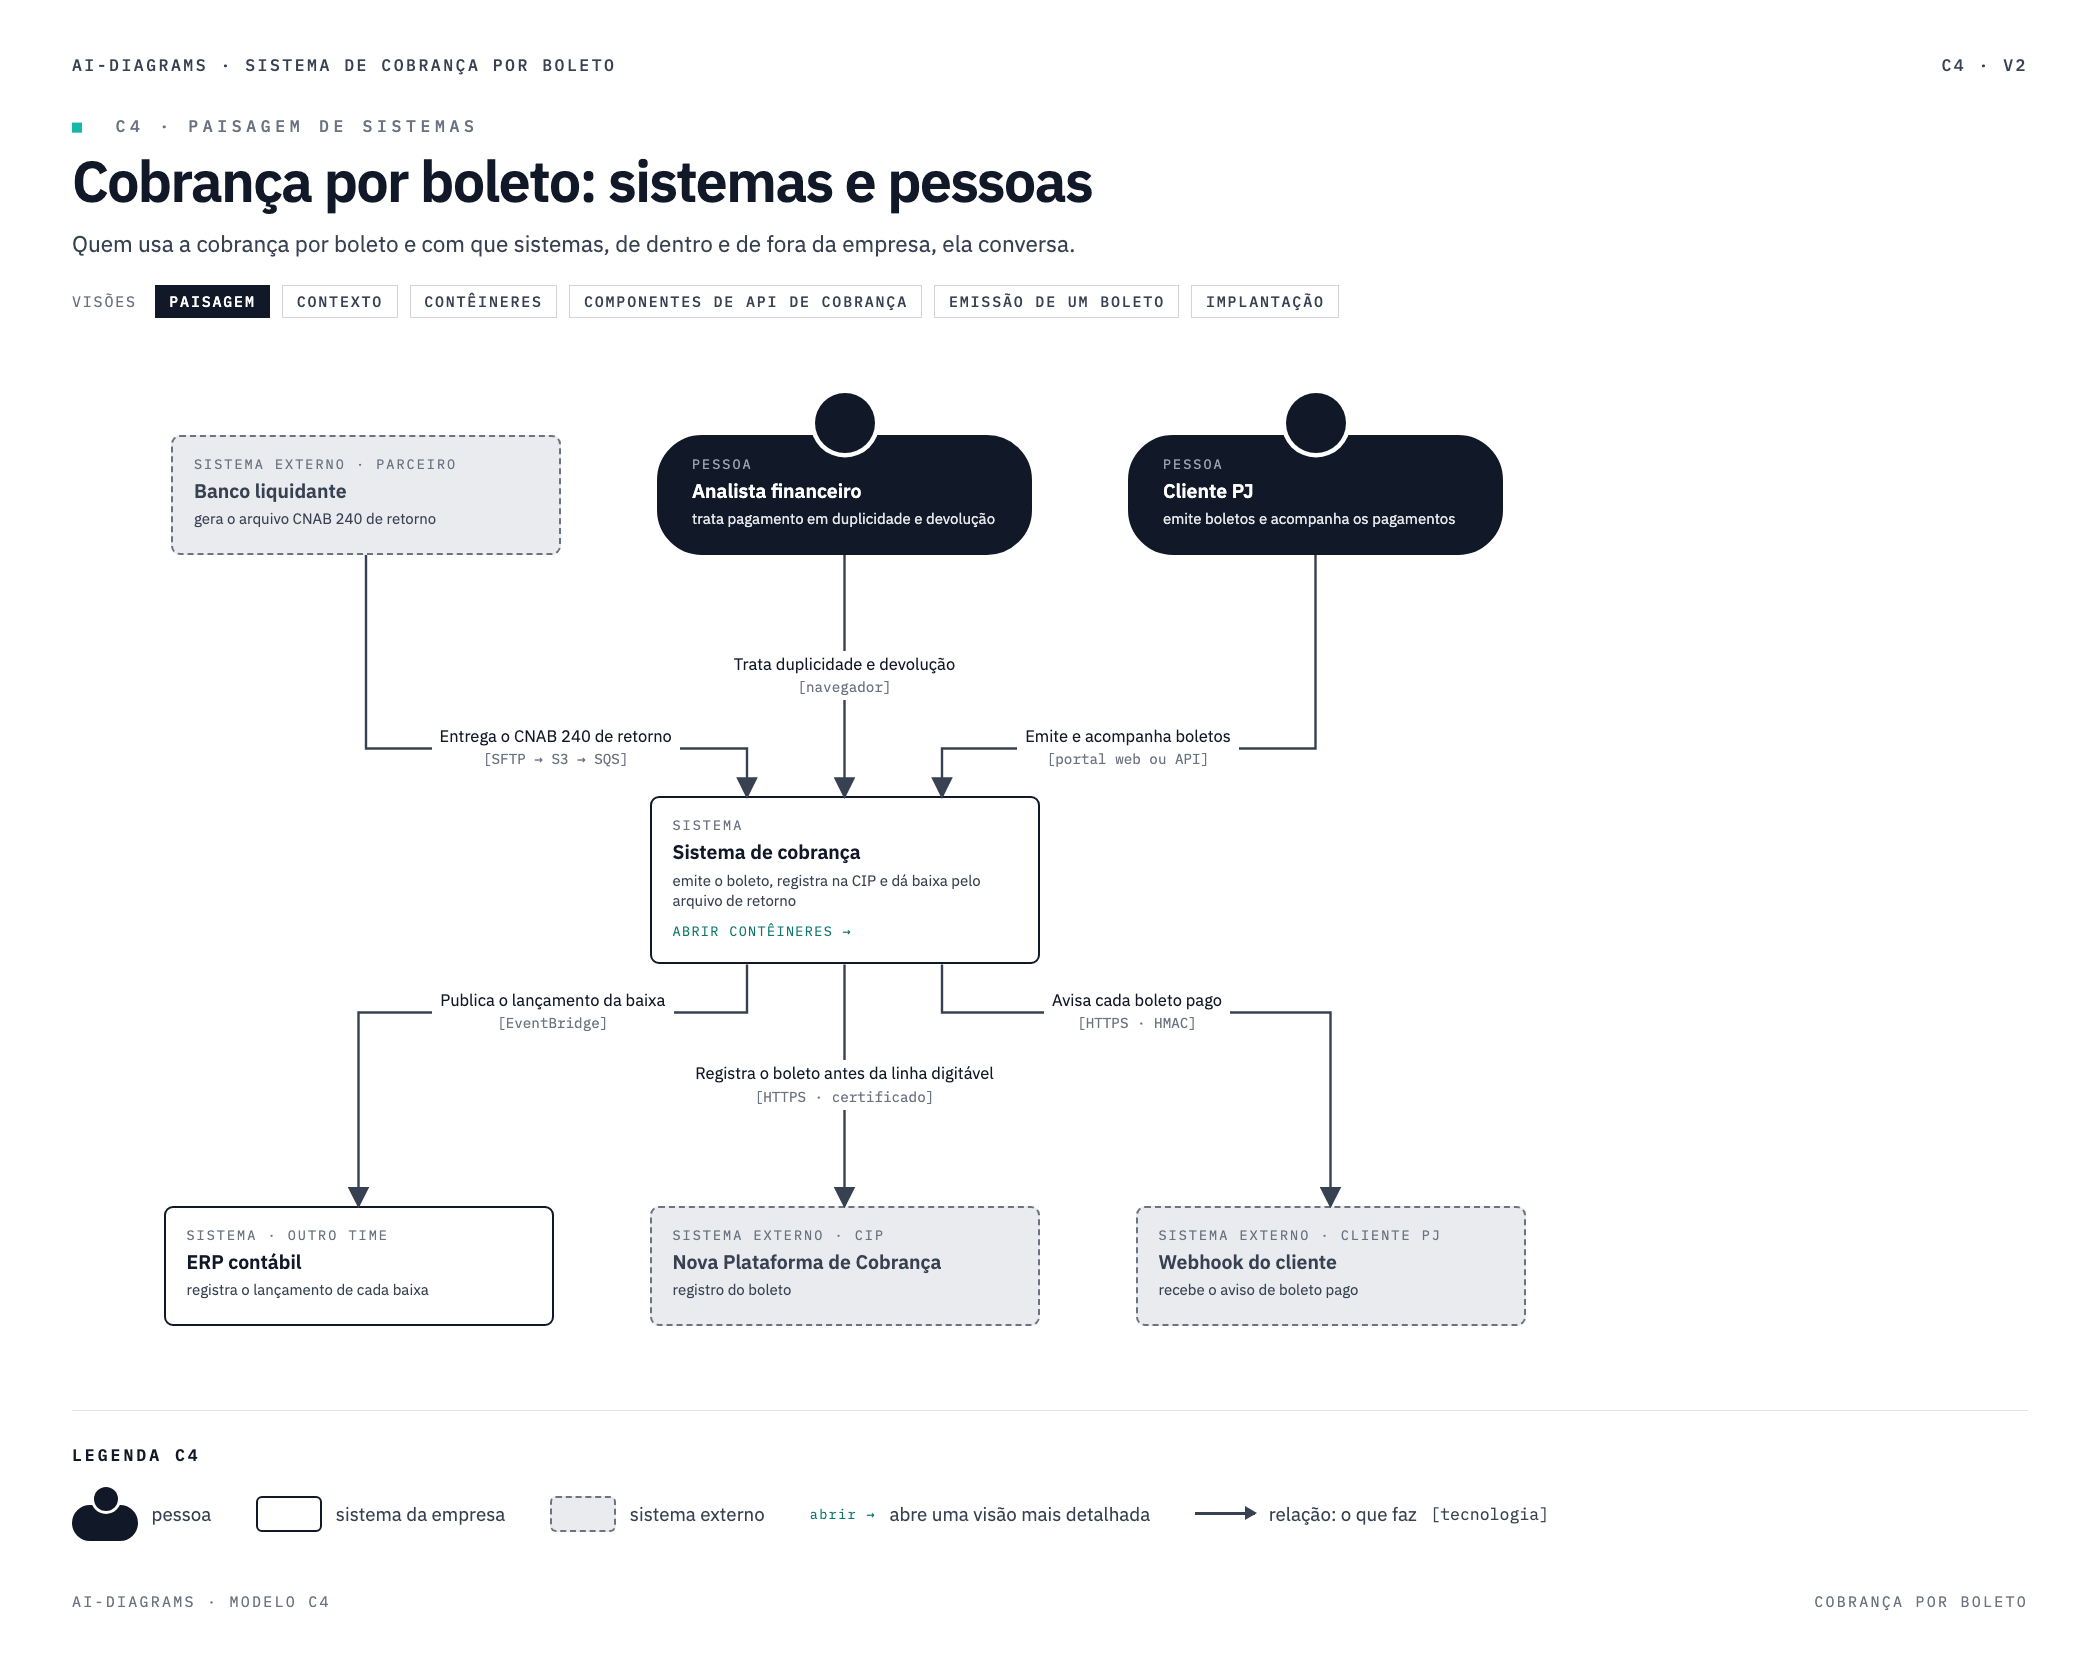 AI-DIAGRAMS · SISTEMA DE COBRANÇA POR BOLETO
C4 · V2
C4 · PAISAGEM DE SISTEMAS
Cobrança por boleto: sistemas e pessoas
Quem usa a cobrança por boleto e com que sistemas, de dentro e de fora da empresa, ela conversa.
VISÕES PAISAGEM CONTEXTO CONTÊINERES COMPONENTES DE API DE COBRANÇA EMISSÃO DE UM BOLETO IMPLANTAÇÃO
SISTEMA EXTERNO · PARCEIRO
Banco liquidante
gera o arquivo CNAB 240 de retorno
PESSOA
Analista financeiro
trata pagamento em duplicidade e devolução
PESSOA
Cliente PJ
emite boletos e acompanha os pagamentos
Trata duplicidade e devolução
[navegador]
Entrega o CNAB 240 de retorno
[SFTP → S3 → SQS]
Emite e acompanha boletos
[portal web ou API]
SISTEMA
Sistema de cobrança
emite o boleto, registra na CIP e dá baixa pelo
arquivo de retorno
ABRIR CONTÊINERES →
Publica o lançamento da baixa
[EventBridge]
Avisa cada boleto pago
[HTTPS · HMAC]
Registra o boleto antes da linha digitável
[HTTPS · certificado]
SISTEMA · OUTRO TIME
ERP contábil
registra o lançamento de cada baixa
SISTEMA EXTERNO · CIP
Nova Plataforma de Cobrança
registro do boleto
SISTEMA EXTERNO · CLIENTE PJ
Webhook do cliente
recebe o aviso de boleto pago
LEGENDA C4
pessoa
sistema da empresa
sistema externo
abrir → abre uma visão mais detalhada
relação: o que faz [tecnologia]
AI-DIAGRAMS · MODELO C4
COBRANÇA POR BOLETO